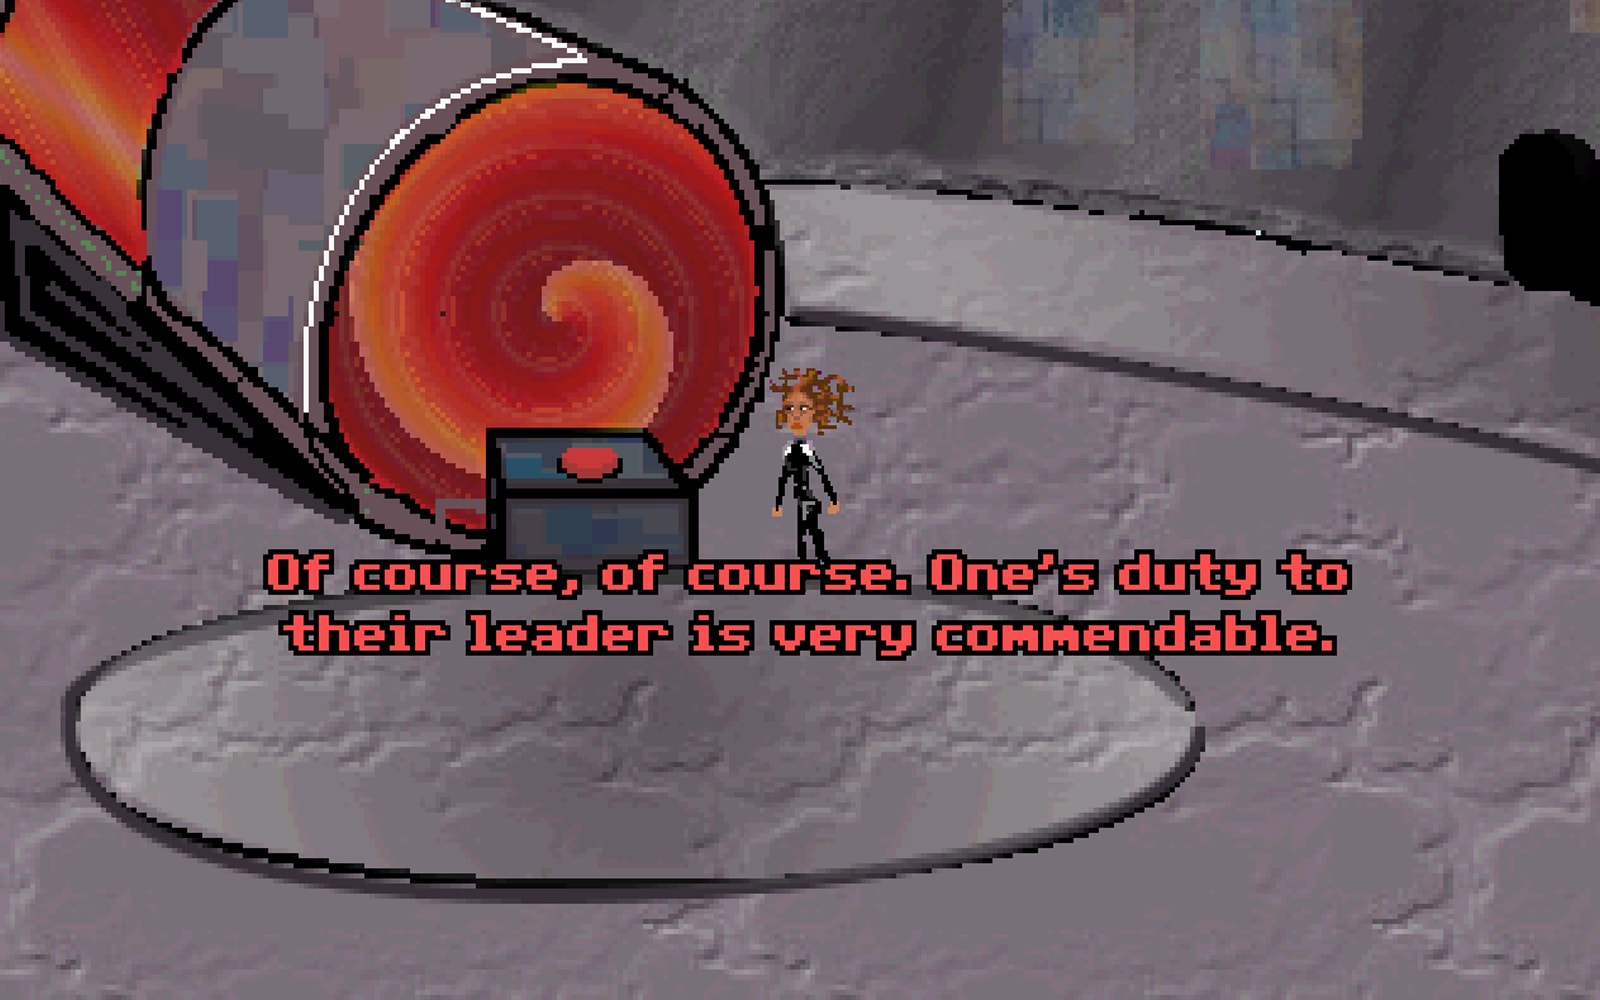 Of course, of course. One's duty to
their leader is very commendable.